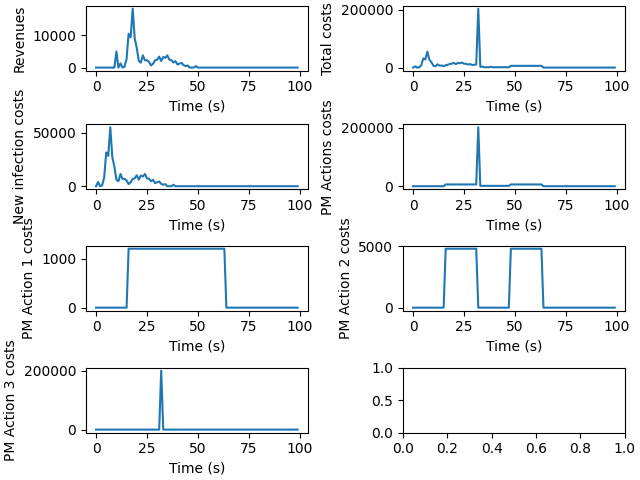 Revenues
10000
0
0 25 50 75 100
Time (s)
Total costs
200000
0
0 25 50 75 100
Time (s)
New infection costs
50000
0
0 25 50 75 100
Time (s)
PM Actions costs
200000
0
0 25 50 75 100
Time (s)
PM Action 1 costs
1000
0
0 25 50 75 100
Time (s)
PM Action 2 costs
5000
0
0 25 50 75 100
Time (s)
PM Action 3 costs
200000
0
0 25 50 75 100
Time (s)
1.0
0.5
0.0
0.0 0.2 0.4 0.6 0.8 1.0